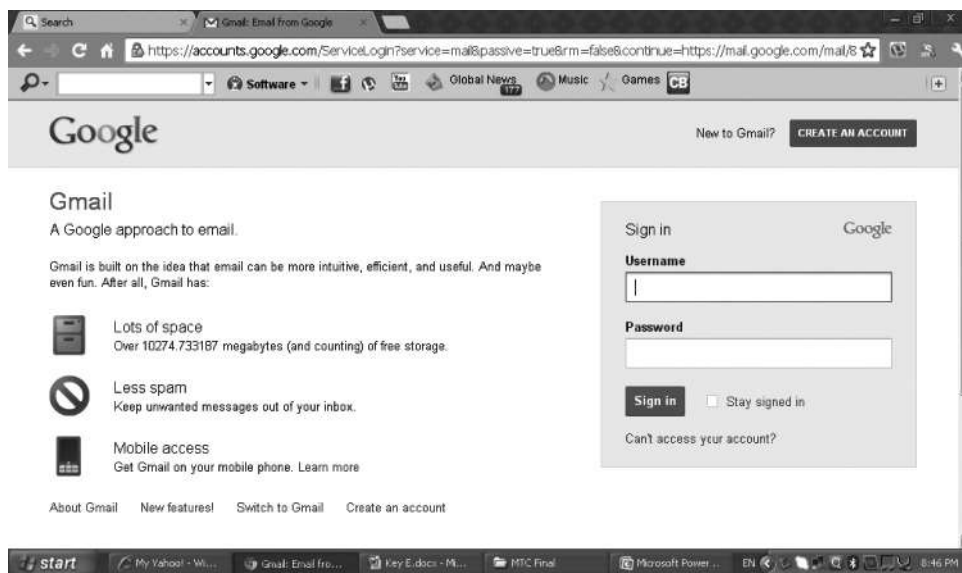 Search
Gmail: Email from Google
https://accounts.google.com/ServiceLogin?service=mail&passive=true&rm=false&continue=https://mail.google.com/mail/&
Software
Global News
177
Music
Games
CB
Google
New to Gmail?
CREATE AN ACCOUNT
Gmail
A Google approach to email.
Gmail is built on the idea that email can be more intuitive, efficient, and useful. And maybe
even fun. After all, Gmail has:
Lots of space
Over 10274.733187 megabytes (and counting) of free storage.
Less spam
Keep unwanted messages out of your inbox.
Mobile access
Get Gmail on your mobile phone. Learn more
About Gmail New features! Switch to Gmail Create an account
Sign in Google
Username
Password
Sign in Stay signed in
Can't access your account?
start My Yahoo! - Wi... Gmail: Email fro... Key E.docx - Mi... MTC Final Microsoft Power ... EN 8:46 PM